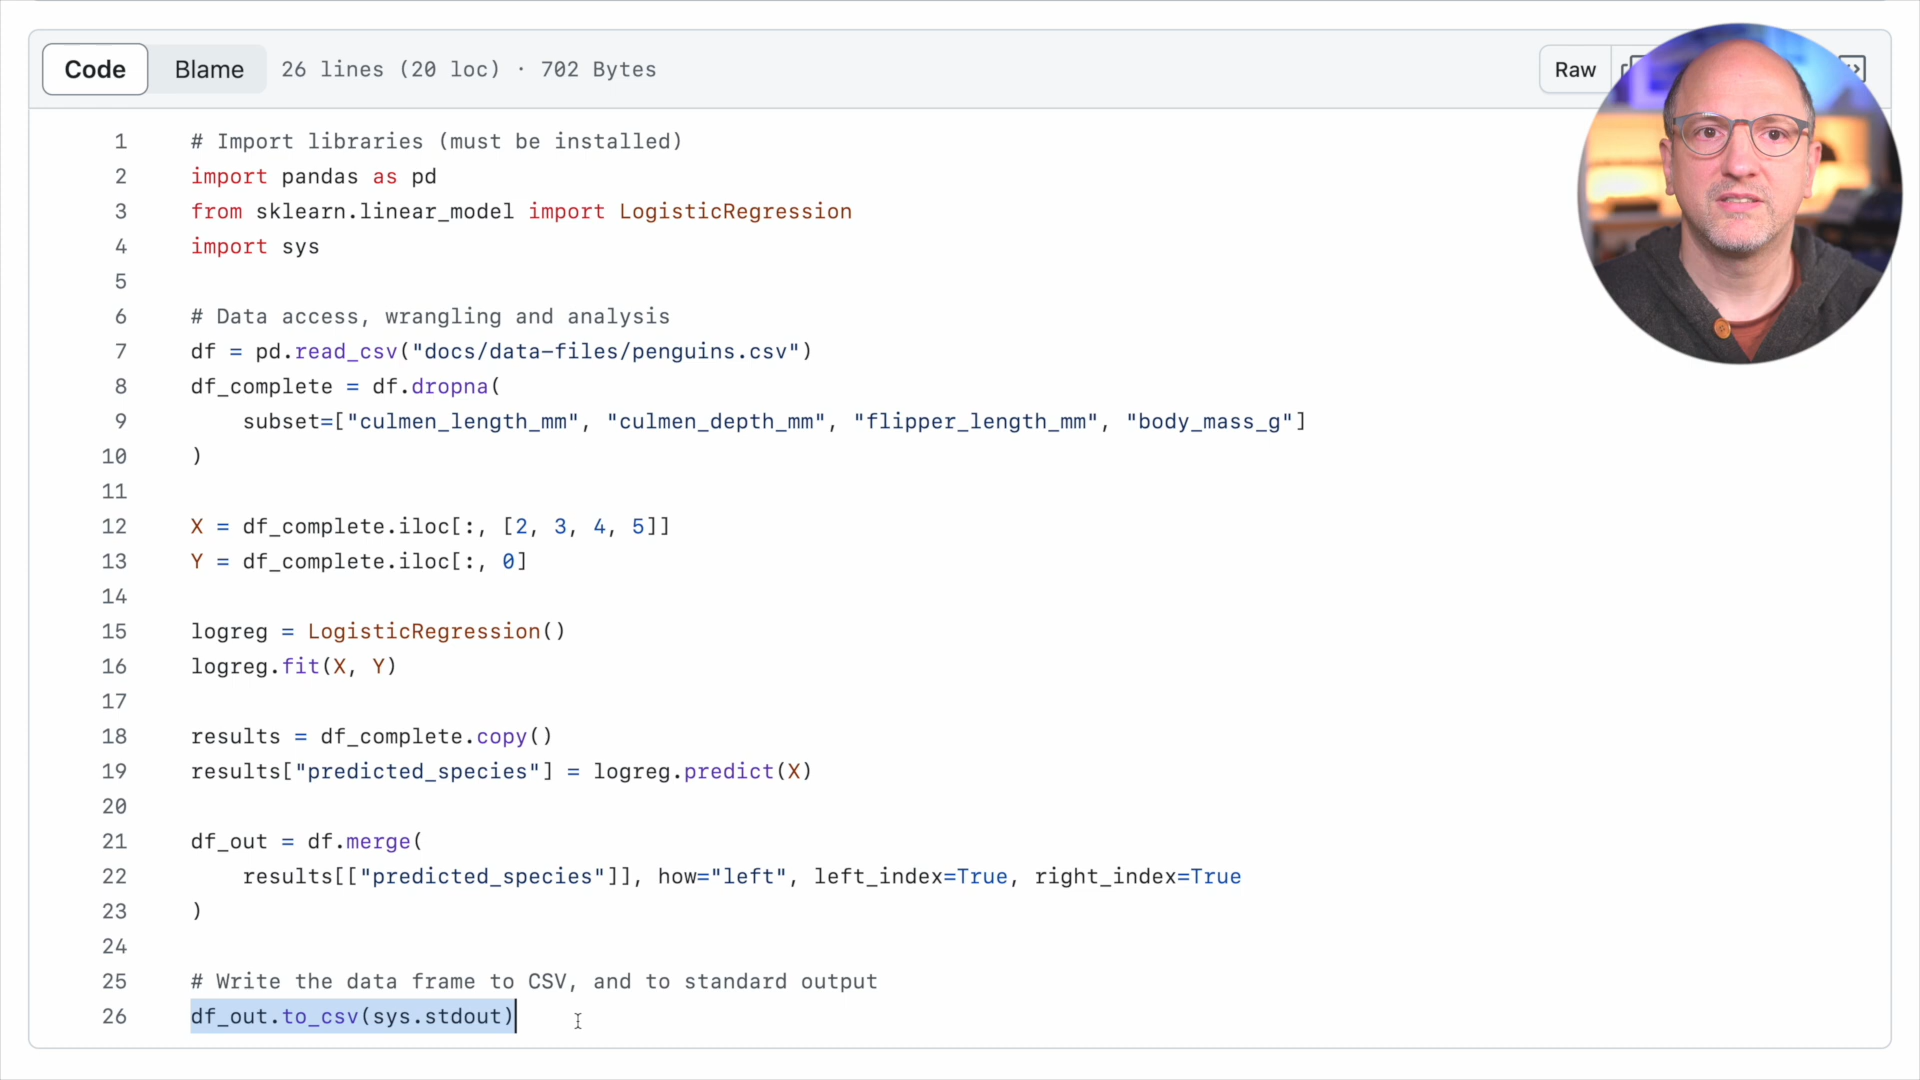 Code Blame 26 lines (20 loc) · 702 Bytes Raw
1 # Import libraries (must be installed)
2 import pandas as pd
3 from sklearn.linear_model import LogisticRegression
4 import sys
5
6 # Data access, wrangling and analysis
7 df = pd.read_csv("docs/data-files/penguins.csv")
8 df_complete = df.dropna(
9     subset=["culmen_length_mm", "culmen_depth_mm", "flipper_length_mm", "body_mass_g"]
10 )
11
12 X = df_complete.iloc[:, [2, 3, 4, 5]]
13 Y = df_complete.iloc[:, 0]
14
15 logreg = LogisticRegression()
16 logreg.fit(X, Y)
17
18 results = df_complete.copy()
19 results["predicted_species"] = logreg.predict(X)
20
21 df_out = df.merge(
22     results[["predicted_species"]], how="left", left_index=True, right_index=True
23 )
24
25 # Write the data frame to CSV, and to standard output
26 df_out.to_csv(sys.stdout)